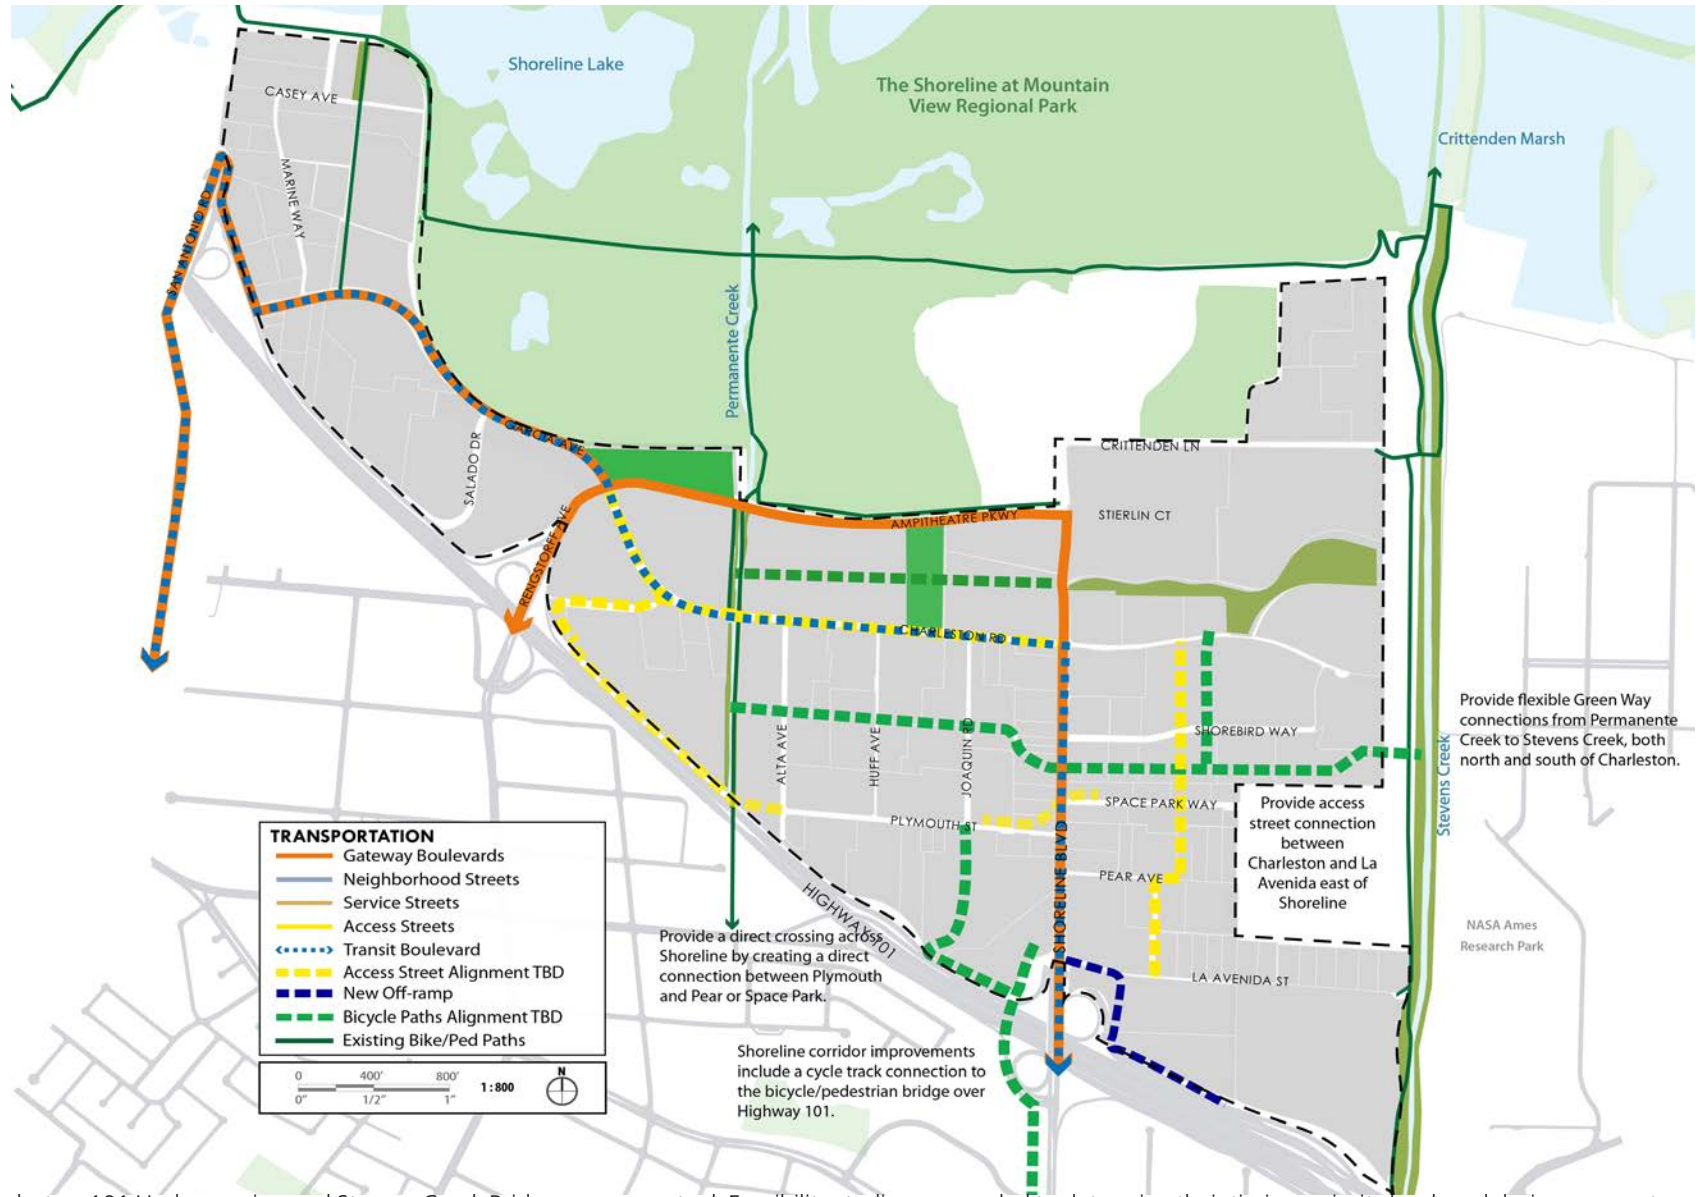 Shoreline Lake
The Shoreline at Mountain
View Regional Park
Crittenden Marsh
CASEY AVE
MARINE WAY
SAN ANTONIO RD
Permanente Creek
GARCIA AVE
SALADO DR
CRITTENDEN LN
AMPITHEATRE PKWY
STIERLIN CT
RENGSTORFF AVE
CHARLESTON RD
ALTA AVE
HUFF AVE
JOAQUIN RD
SHOREBIRD WAY
Provide flexible Green Way
connections from Permanente
Creek to Stevens Creek, both
north and south of Charleston.
Stevens Creek
SPACE PARK WAY
PLYMOUTH ST
Provide access
street connection
between
Charleston and La
Avenida east of
Shoreline
PEAR AVE
SHORELINE BLVD
HIGHWAY 101
NASA Ames
Research Park
LA AVENIDA ST
Provide a direct crossing across
Shoreline by creating a direct
connection between Plymouth
and Pear or Space Park.
Shoreline corridor improvements
include a cycle track connection to
the bicycle/pedestrian bridge over
Highway 101.
TRANSPORTATION
Gateway Boulevards
Neighborhood Streets
Service Streets
Access Streets
Transit Boulevard
Access Street Alignment TBD
New Off-ramp
Bicycle Paths Alignment TBD
Existing Bike/Ped Paths
0 400' 800'
0" 1/2" 1"
1 : 800
N